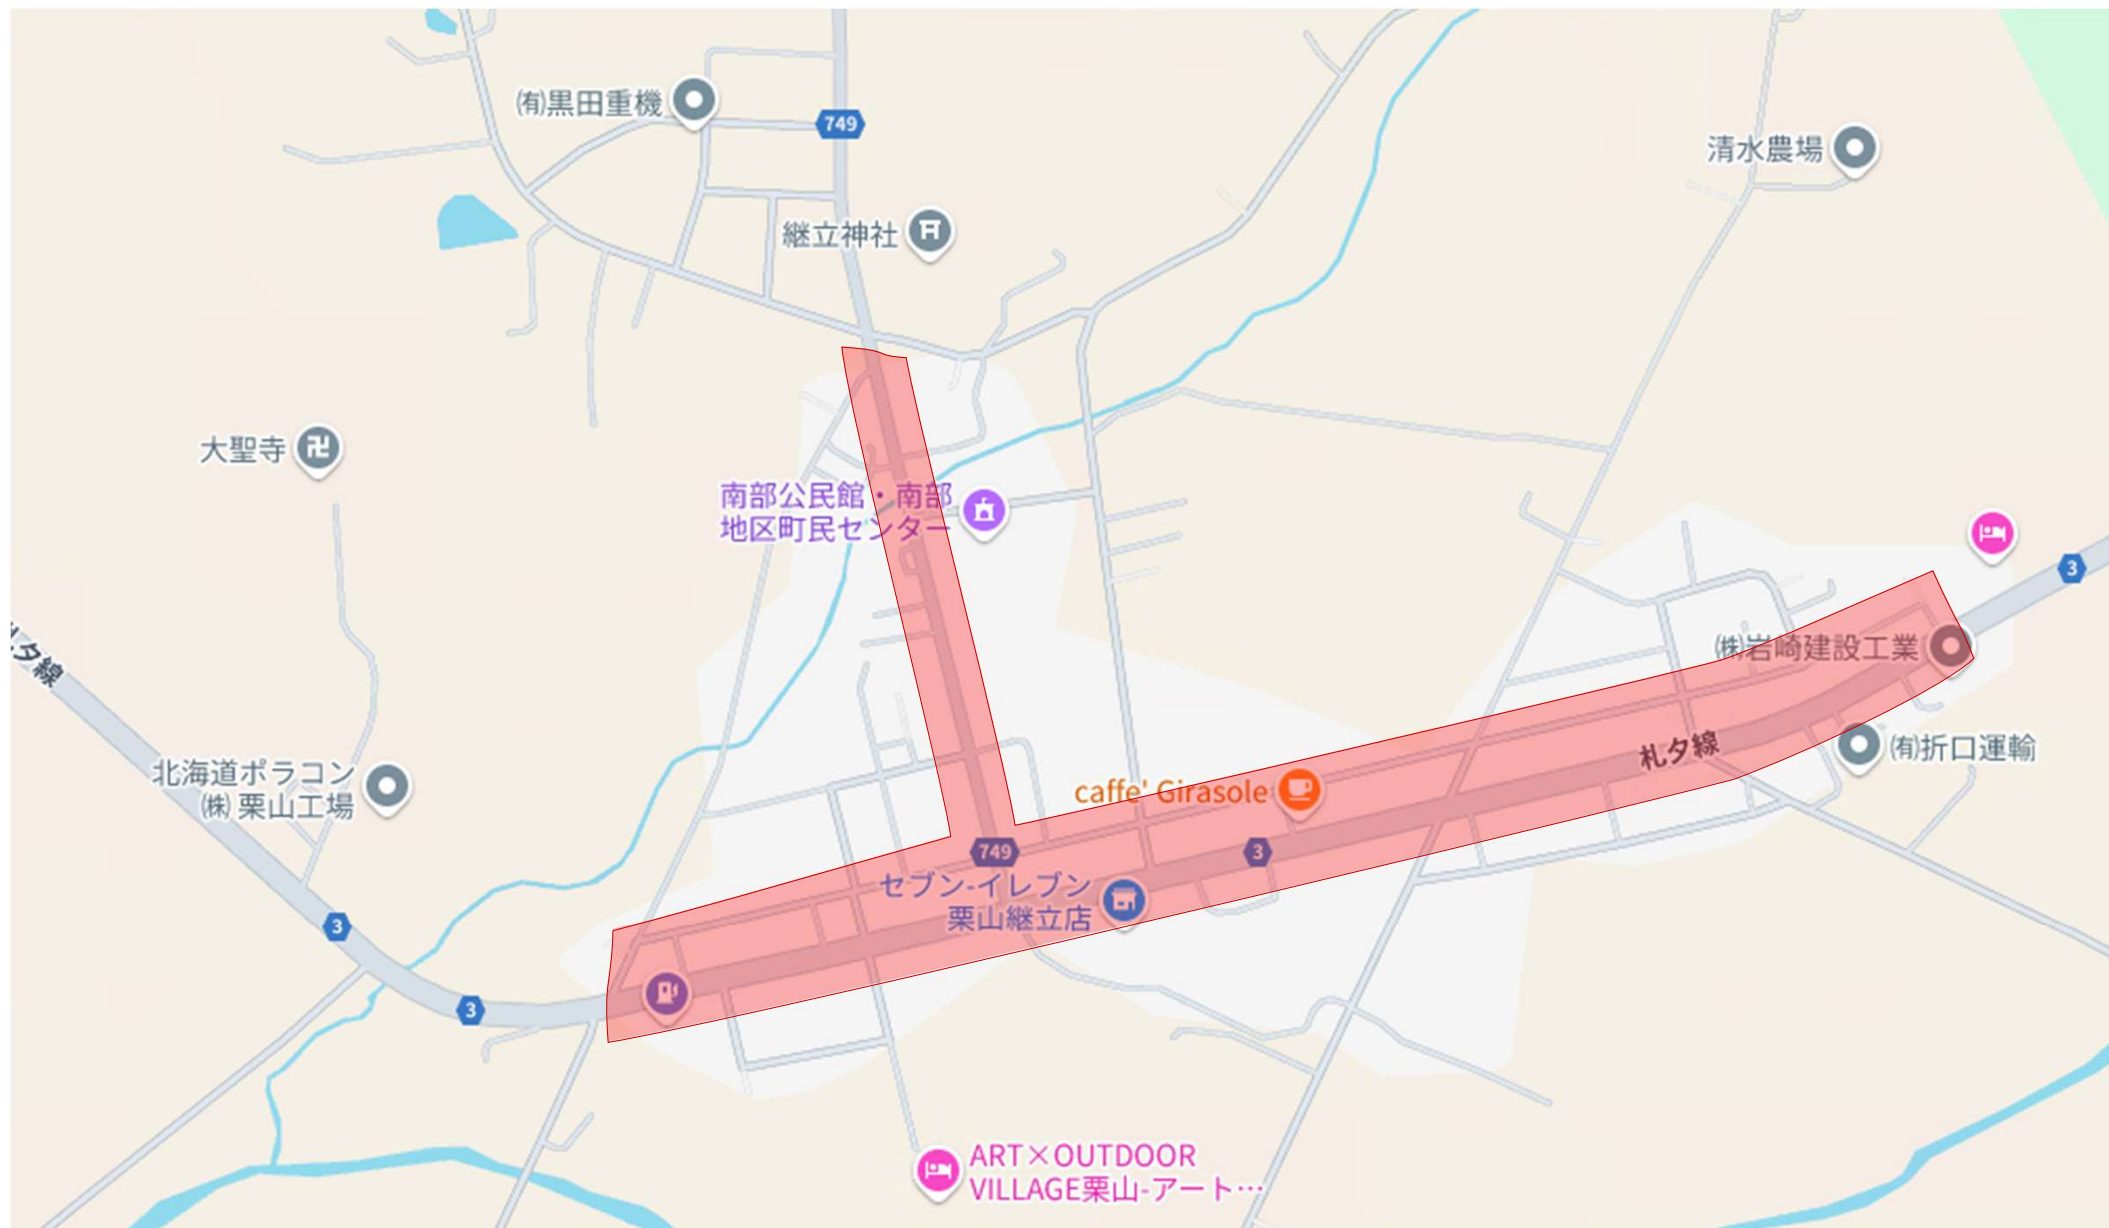 ㈲黒田重機
749
清水農場
継立神社
大聖寺
南部公民館・南部
地区町民センター
3
㈱岩崎建設工業
札夕線
㈲折口運輸
北海道ポラコン
㈱ 栗山工場
caffe' Girasole
749
3
セブン-イレブン
栗山継立店
札夕線
3
3
ART×OUTDOOR
VILLAGE栗山-アート…